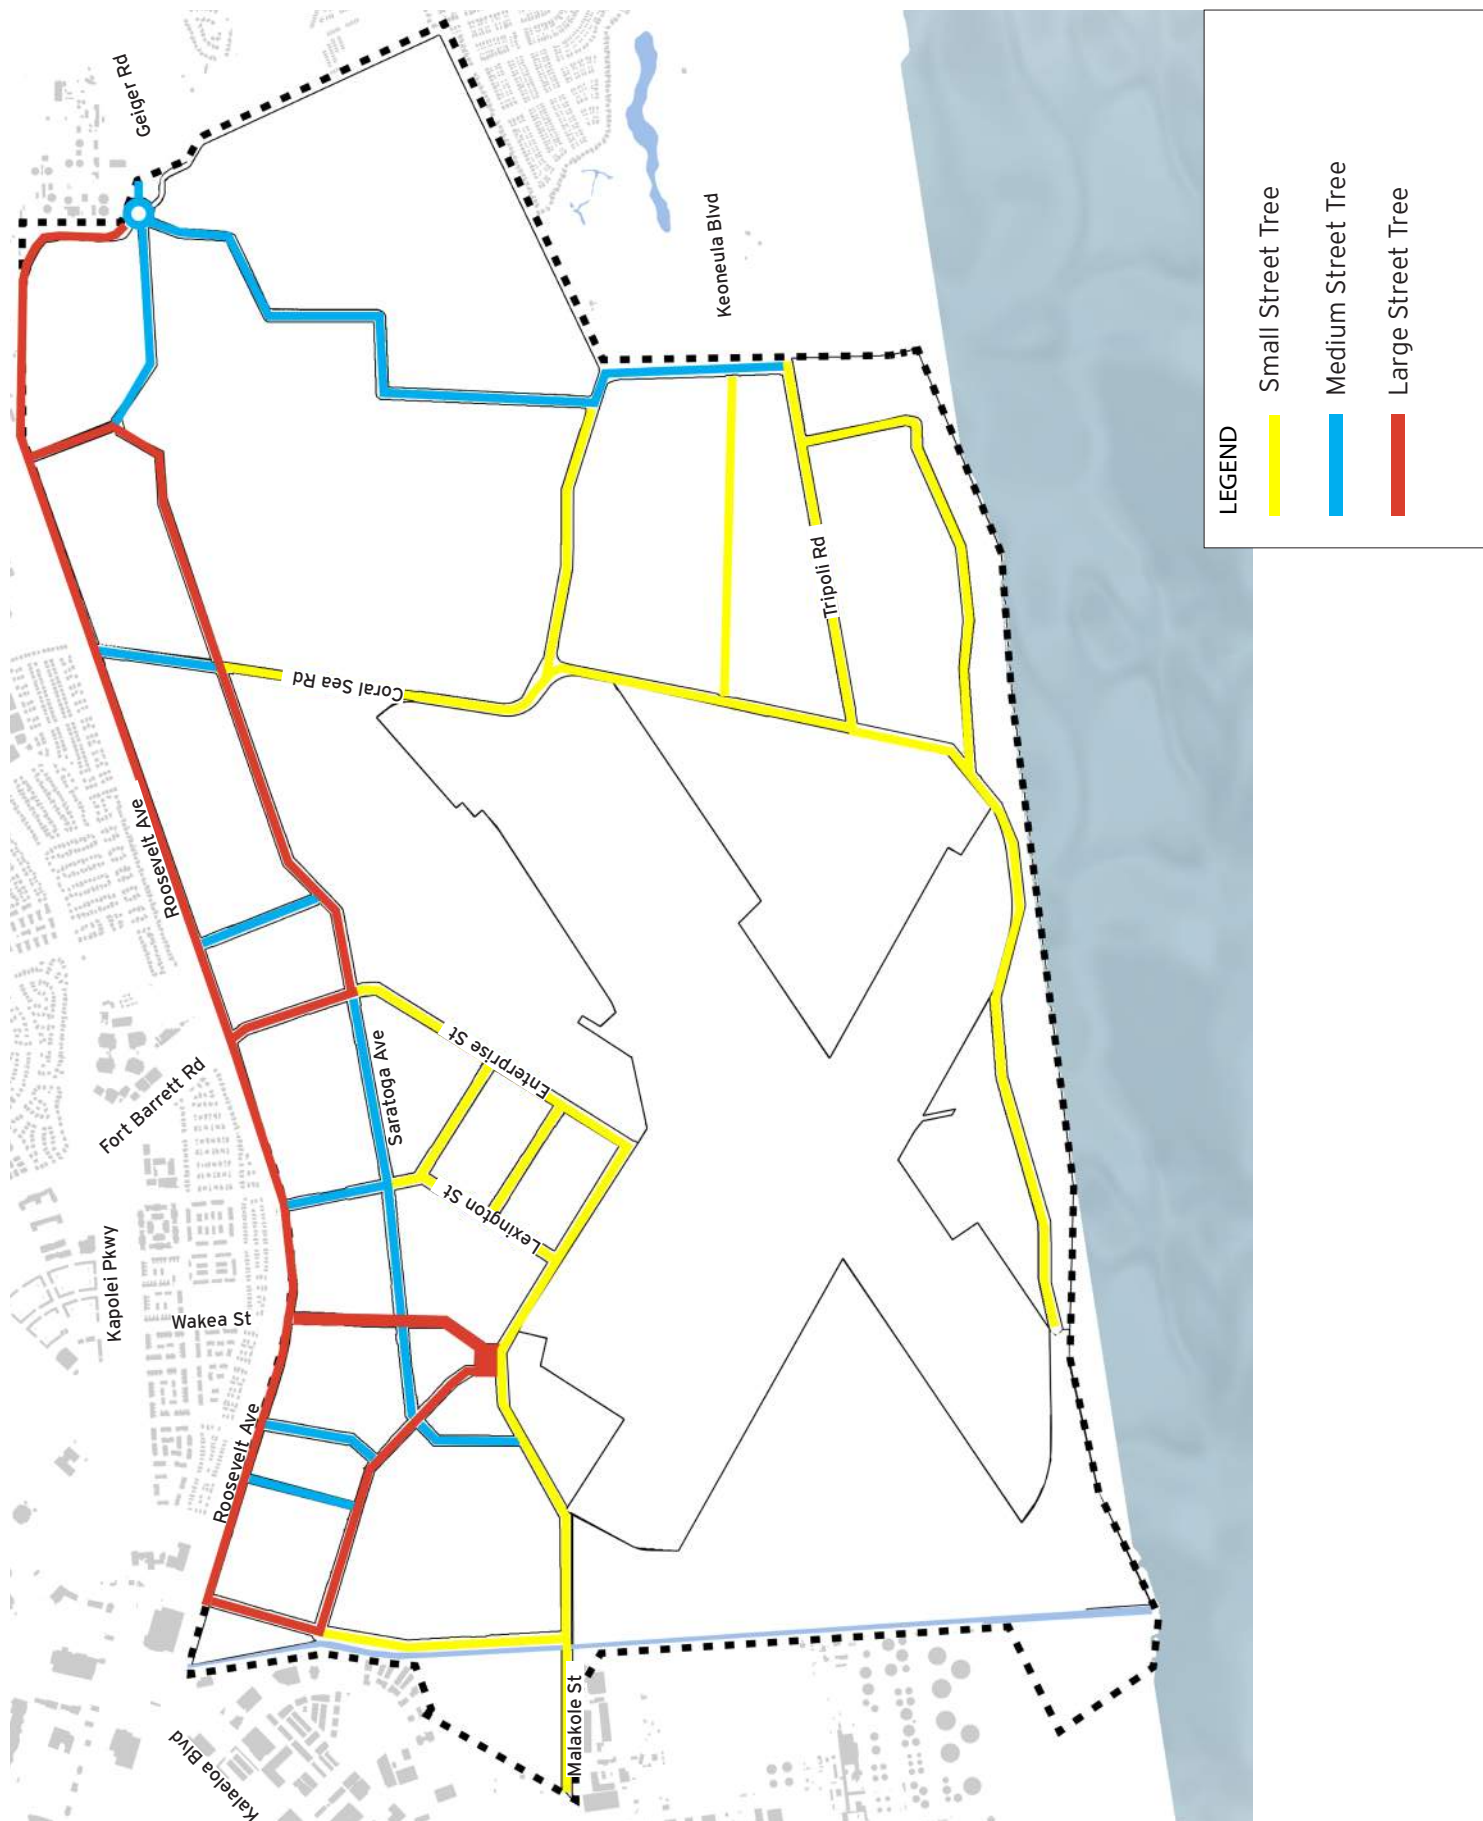 Geiger Rd
Keoneula Blvd
Tripoli Rd
Coral Sea Rd
Roosevelt Ave
Fort Barrett Rd
Saratoga Ave
Enterprise St
Lexington St
Kapolei Pkwy
Wakea St
Roosevelt Ave
Malakole St
Kalaeloa Blvd
LEGEND
Small Street Tree
Medium Street Tree
Large Street Tree